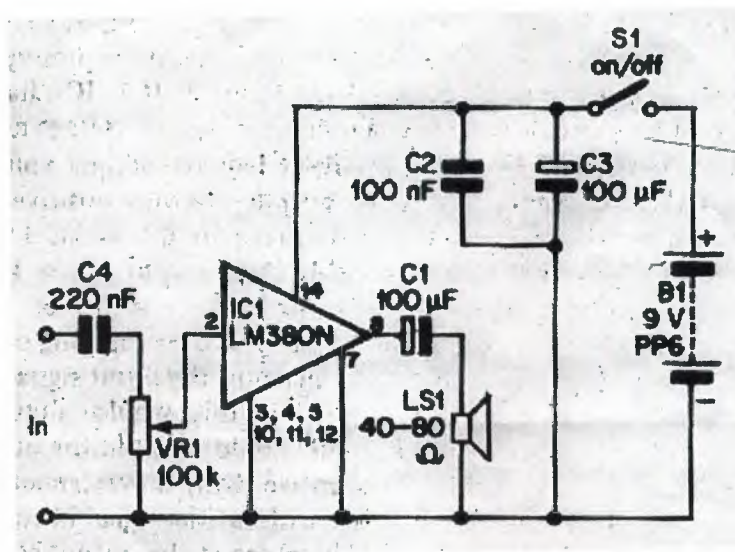 S1
on/off
C2
100 nF
C3
100 µF
C4
220 nF
IC1
LM380N
2
14
8
7
C1
100 µF
+
B1
9 V
PP6
–
3, 4, 5
10, 11, 12
LS1
40–80
Ω
In
VR1
100 k